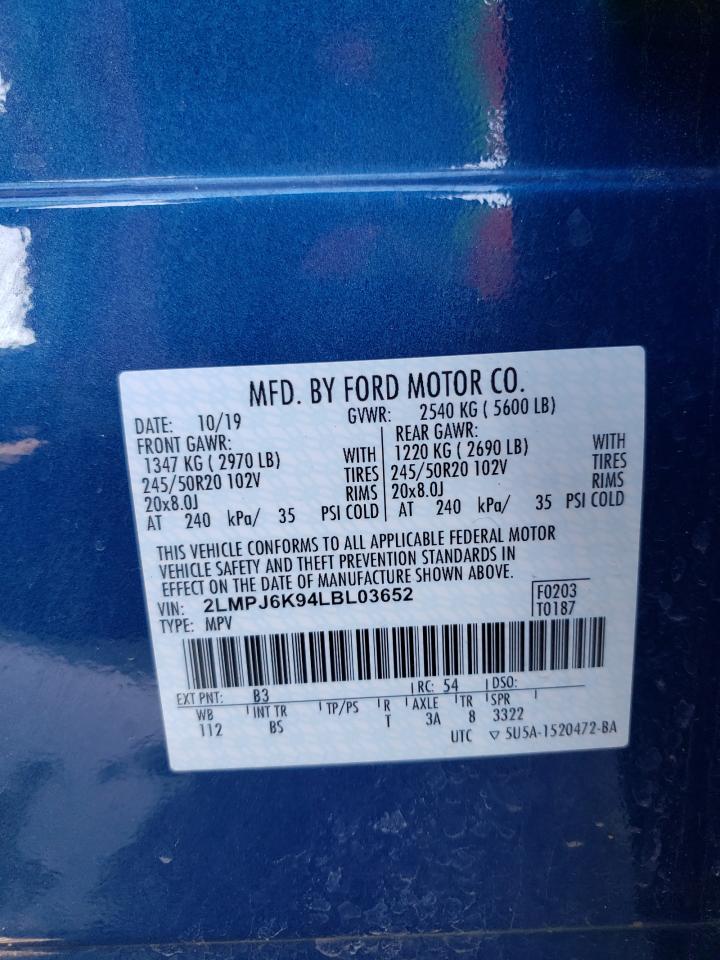 MFD. BY FORD MOTOR CO.
DATE: 10/19 GVWR: 2540 KG ( 5600 LB)
FRONT GAWR: REAR GAWR:
1347 KG ( 2970 LB) WITH 1220 KG ( 2690 LB) WITH
245/50R20 102V TIRES 245/50R20 102V TIRES
20x8.0J RIMS 20x8.0J RIMS
AT 240 kPa/ 35 PSI COLD AT 240 kPa/ 35 PSI COLD
THIS VEHICLE CONFORMS TO ALL APPLICABLE FEDERAL MOTOR
VEHICLE SAFETY AND THEFT PREVENTION STANDARDS IN
EFFECT ON THE DATE OF MANUFACTURE SHOWN ABOVE.
VIN: 2LMPJ6K94LBL03652 F0203
TYPE: MPV T0187
EXT PNT: B3 RC: 54 DSO:
WB INT TR TP/PS R AXLE TR SPR
112 BS T 3A 8 3322
UTC ▽ 5U5A-1520472-BA